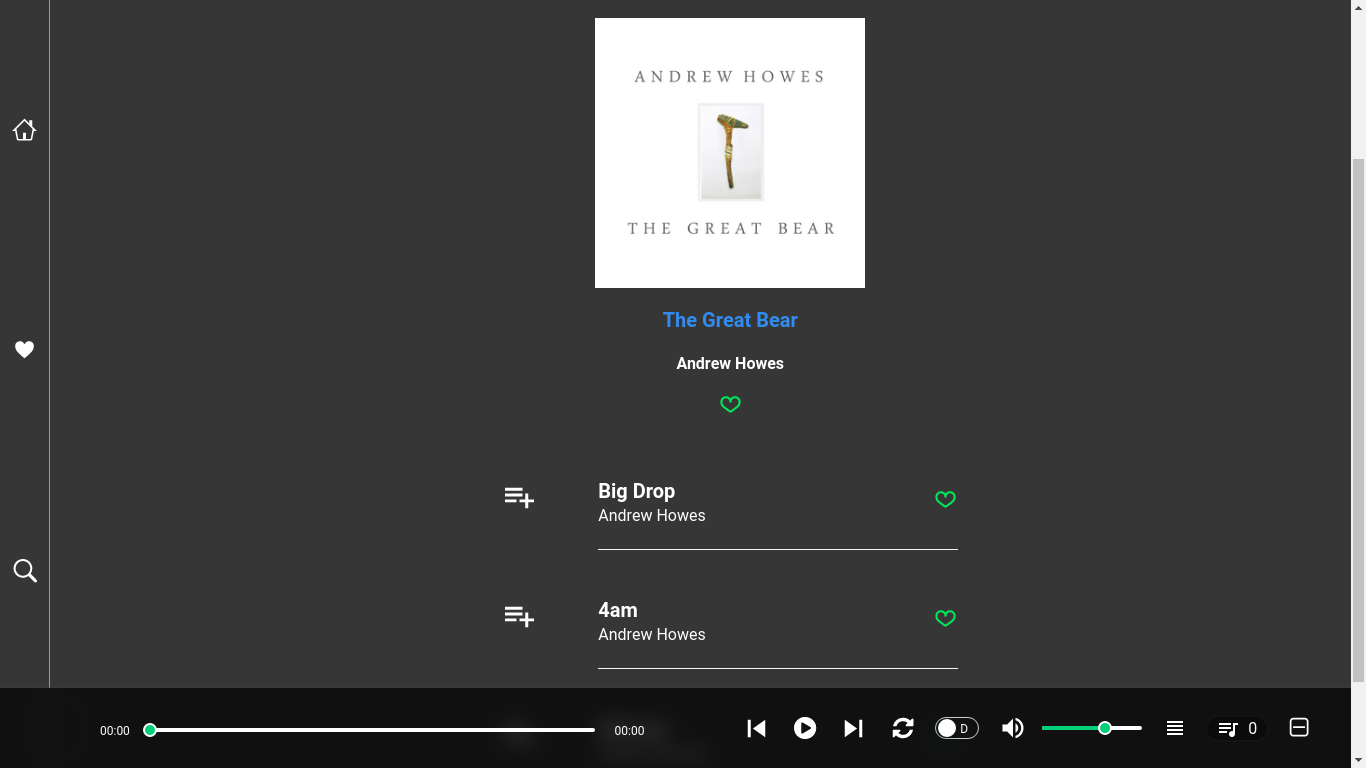 ANDREW HOWES
THE GREAT BEAR
The Great Bear
Andrew Howes
Big Drop
Andrew Howes
4am
Andrew Howes
00:00
00:00
D
0